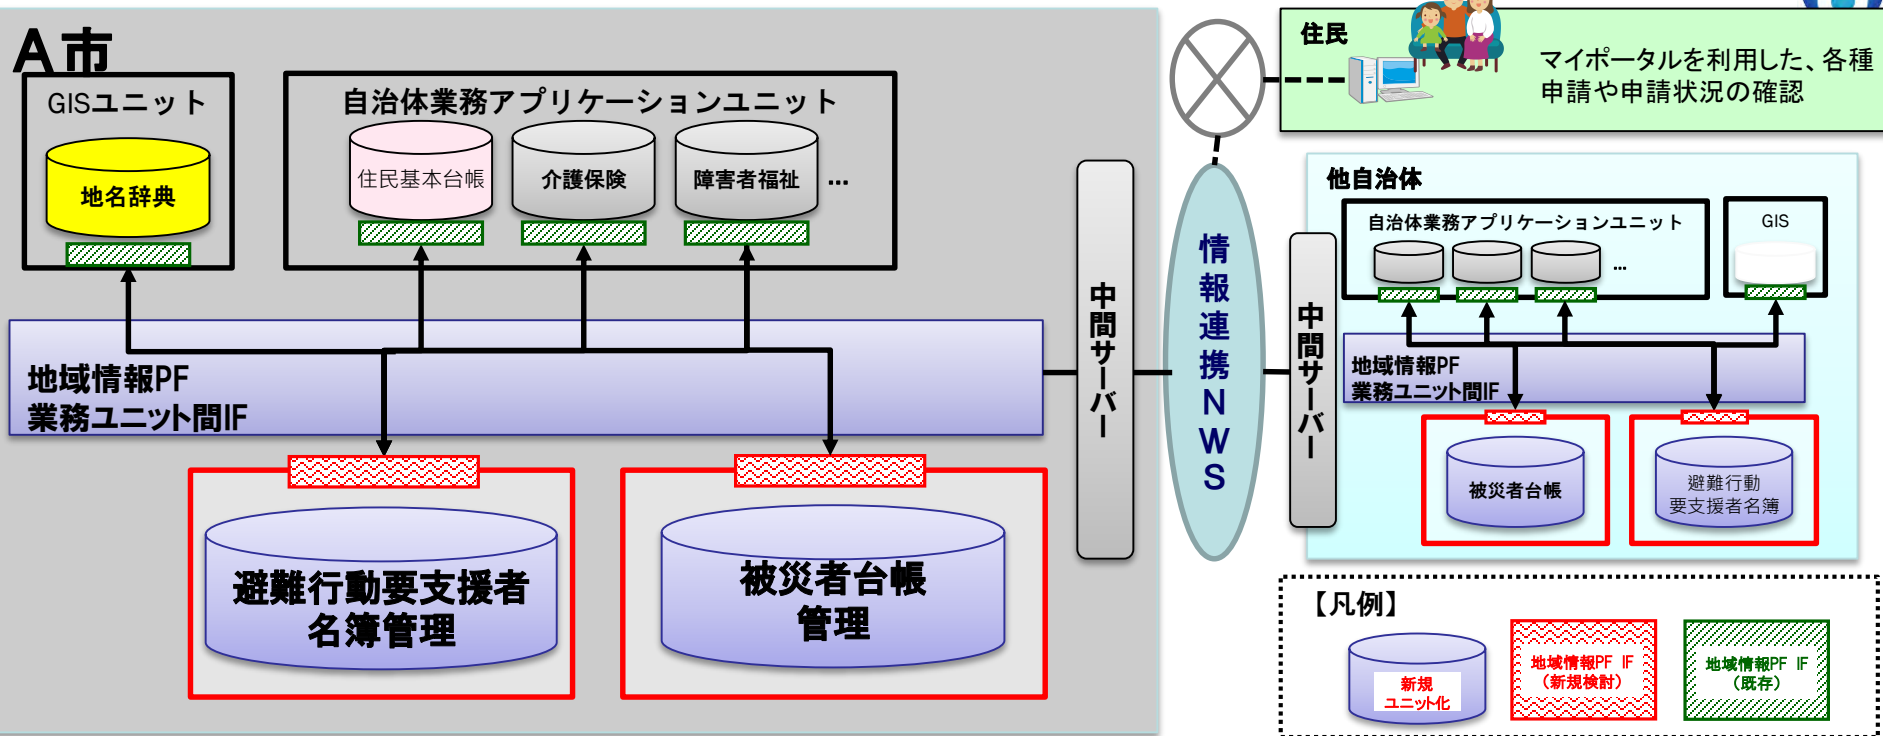 A市
GISユニット
地名辞典
自治体業務アプリケーションユニット
住民基本台帳
介護保険
障害者福祉
...
地域情報PF
業務ユニット間IF
避難行動要支援者
名簿管理
被災者台帳
管理
中間サーバー
情報連携NWS
住民
マイポータルを利用した、各種
申請や申請状況の確認
他自治体
自治体業務アプリケーションユニット
...
GIS
中間サーバー
地域情報PF
業務ユニット間IF
被災者台帳
避難行動
要支援者名簿
【凡例】
新規
ユニット化
地域情報PF IF
（新規検討）
地域情報PF IF
（既存）